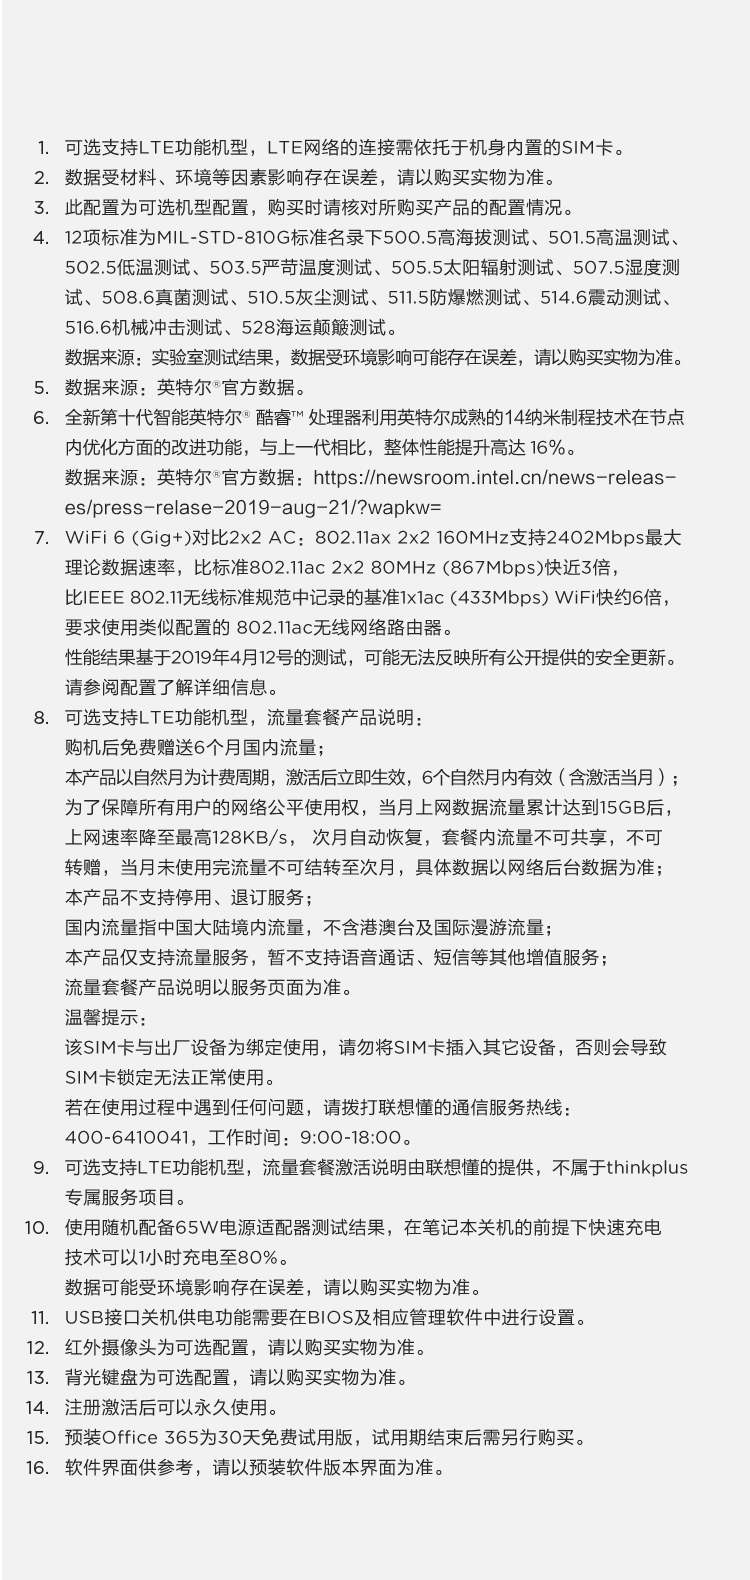 1. 可选支持LTE功能机型，LTE网络的连接需依托于机身内置的SIM卡。
2. 数据受材料、环境等因素影响存在误差，请以购买实物为准。
3. 此配置为可选机型配置，购买时请核对所购买产品的配置情况。
4. 12项标准为MIL-STD-810G标准名录下500.5高海拔测试、501.5高温测试、
502.5低温测试、503.5严苛温度测试、505.5太阳辐射测试、507.5湿度测
试、508.6真菌测试、510.5灰尘测试、511.5防爆燃测试、514.6震动测试、
516.6机械冲击测试、528海运颠簸测试。
数据来源：实验室测试结果，数据受环境影响可能存在误差，请以购买实物为准。
5. 数据来源：英特尔®官方数据。
6. 全新第十代智能英特尔® 酷睿™ 处理器利用英特尔成熟的14纳米制程技术在节点
内优化方面的改进功能，与上一代相比，整体性能提升高达 16%。
数据来源：英特尔®官方数据：https://newsroom.intel.cn/news-releas-
es/press-relase-2019-aug-21/?wapkw=
7. WiFi 6 (Gig+)对比2x2 AC：802.11ax 2x2 160MHz支持2402Mbps最大
理论数据速率，比标准802.11ac 2x2 80MHz (867Mbps)快近3倍，
比IEEE 802.11无线标准规范中记录的基准1x1ac (433Mbps) WiFi快约6倍，
要求使用类似配置的 802.11ac无线网络路由器。
性能结果基于2019年4月12号的测试，可能无法反映所有公开提供的安全更新。
请参阅配置了解详细信息。
8. 可选支持LTE功能机型，流量套餐产品说明：
购机后免费赠送6个月国内流量；
本产品以自然月为计费周期，激活后立即生效，6个自然月内有效（含激活当月）；
为了保障所有用户的网络公平使用权，当月上网数据流量累计达到15GB后，
上网速率降至最高128KB/s， 次月自动恢复，套餐内流量不可共享，不可
转赠，当月未使用完流量不可结转至次月，具体数据以网络后台数据为准；
本产品不支持停用、退订服务；
国内流量指中国大陆境内流量，不含港澳台及国际漫游流量；
本产品仅支持流量服务，暂不支持语音通话、短信等其他增值服务；
流量套餐产品说明以服务页面为准。
温馨提示：
该SIM卡与出厂设备为绑定使用，请勿将SIM卡插入其它设备，否则会导致
SIM卡锁定无法正常使用。
若在使用过程中遇到任何问题，请拨打联想懂的通信服务热线：
400-6410041，工作时间：9:00-18:00。
9. 可选支持LTE功能机型，流量套餐激活说明由联想懂的提供，不属于thinkplus
专属服务项目。
10. 使用随机配备65W电源适配器测试结果，在笔记本关机的前提下快速充电
技术可以1小时充电至80%。
数据可能受环境影响存在误差，请以购买实物为准。
11. USB接口关机供电功能需要在BIOS及相应管理软件中进行设置。
12. 红外摄像头为可选配置，请以购买实物为准。
13. 背光键盘为可选配置，请以购买实物为准。
14. 注册激活后可以永久使用。
15. 预装Office 365为30天免费试用版，试用期结束后需另行购买。
16. 软件界面供参考，请以预装软件版本界面为准。